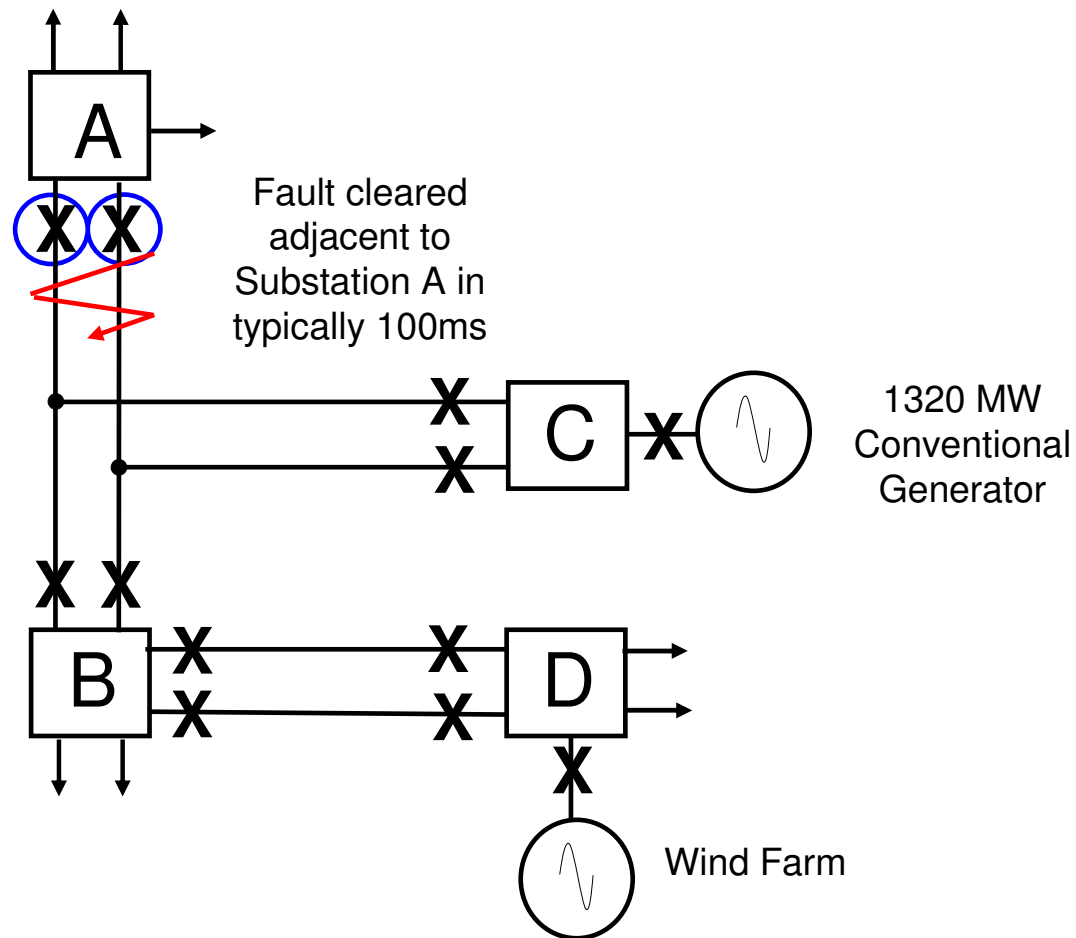 A
Fault cleared
adjacent to
Substation A in
typically 100ms
X X
X
C
X
1320 MW
Conventional
Generator
X
X X
B
X
X
D
X
X
X
Wind Farm